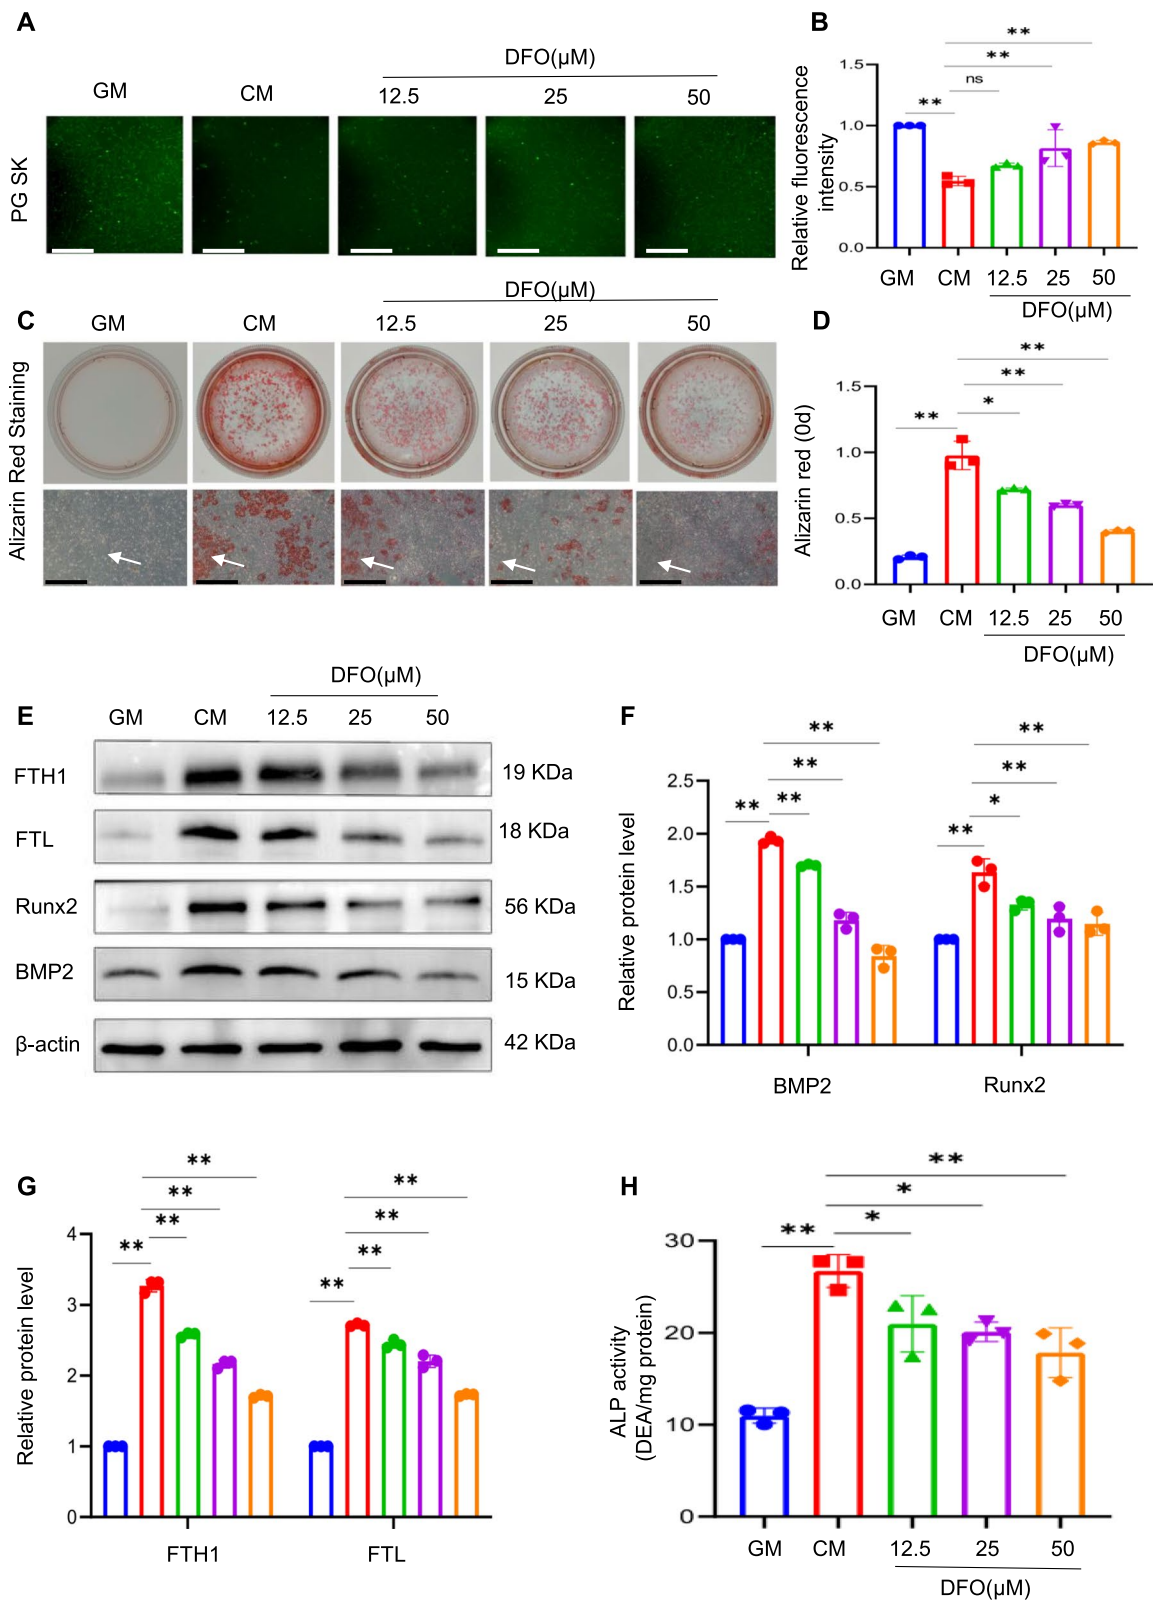 A
DFO(μM)
GM CM 12.5 25 50
PG SK
B
**
**
ns
**
Relative fluorescence
intensity
1.5
1.0
0.5
0.0
GM CM 12.5 25 50
DFO(μM)
C
DFO(μM)
GM CM 12.5 25 50
Alizarin Red Staining
D
**
**
*
**
Alizarin red (0d)
1.5
1.0
0.5
0.0
GM CM 12.5 25 50
DFO(μM)
E
DFO(μM)
GM CM 12.5 25 50
FTH1 19 KDa
FTL 18 KDa
Runx2 56 KDa
BMP2 15 KDa
β-actin 42 KDa
F
** **
** **
** ** * **
Relative protein level
2.5
2.0
1.5
1.0
0.5
0.0
BMP2 Runx2
G
** **
** **
** **
** **
Relative protein level
4
3
2
1
0
FTH1 FTL
H
**
*
*
**
ALP activity
(DEA/mg protein)
30
20
10
0
GM CM 12.5 25 50
DFO(μM)